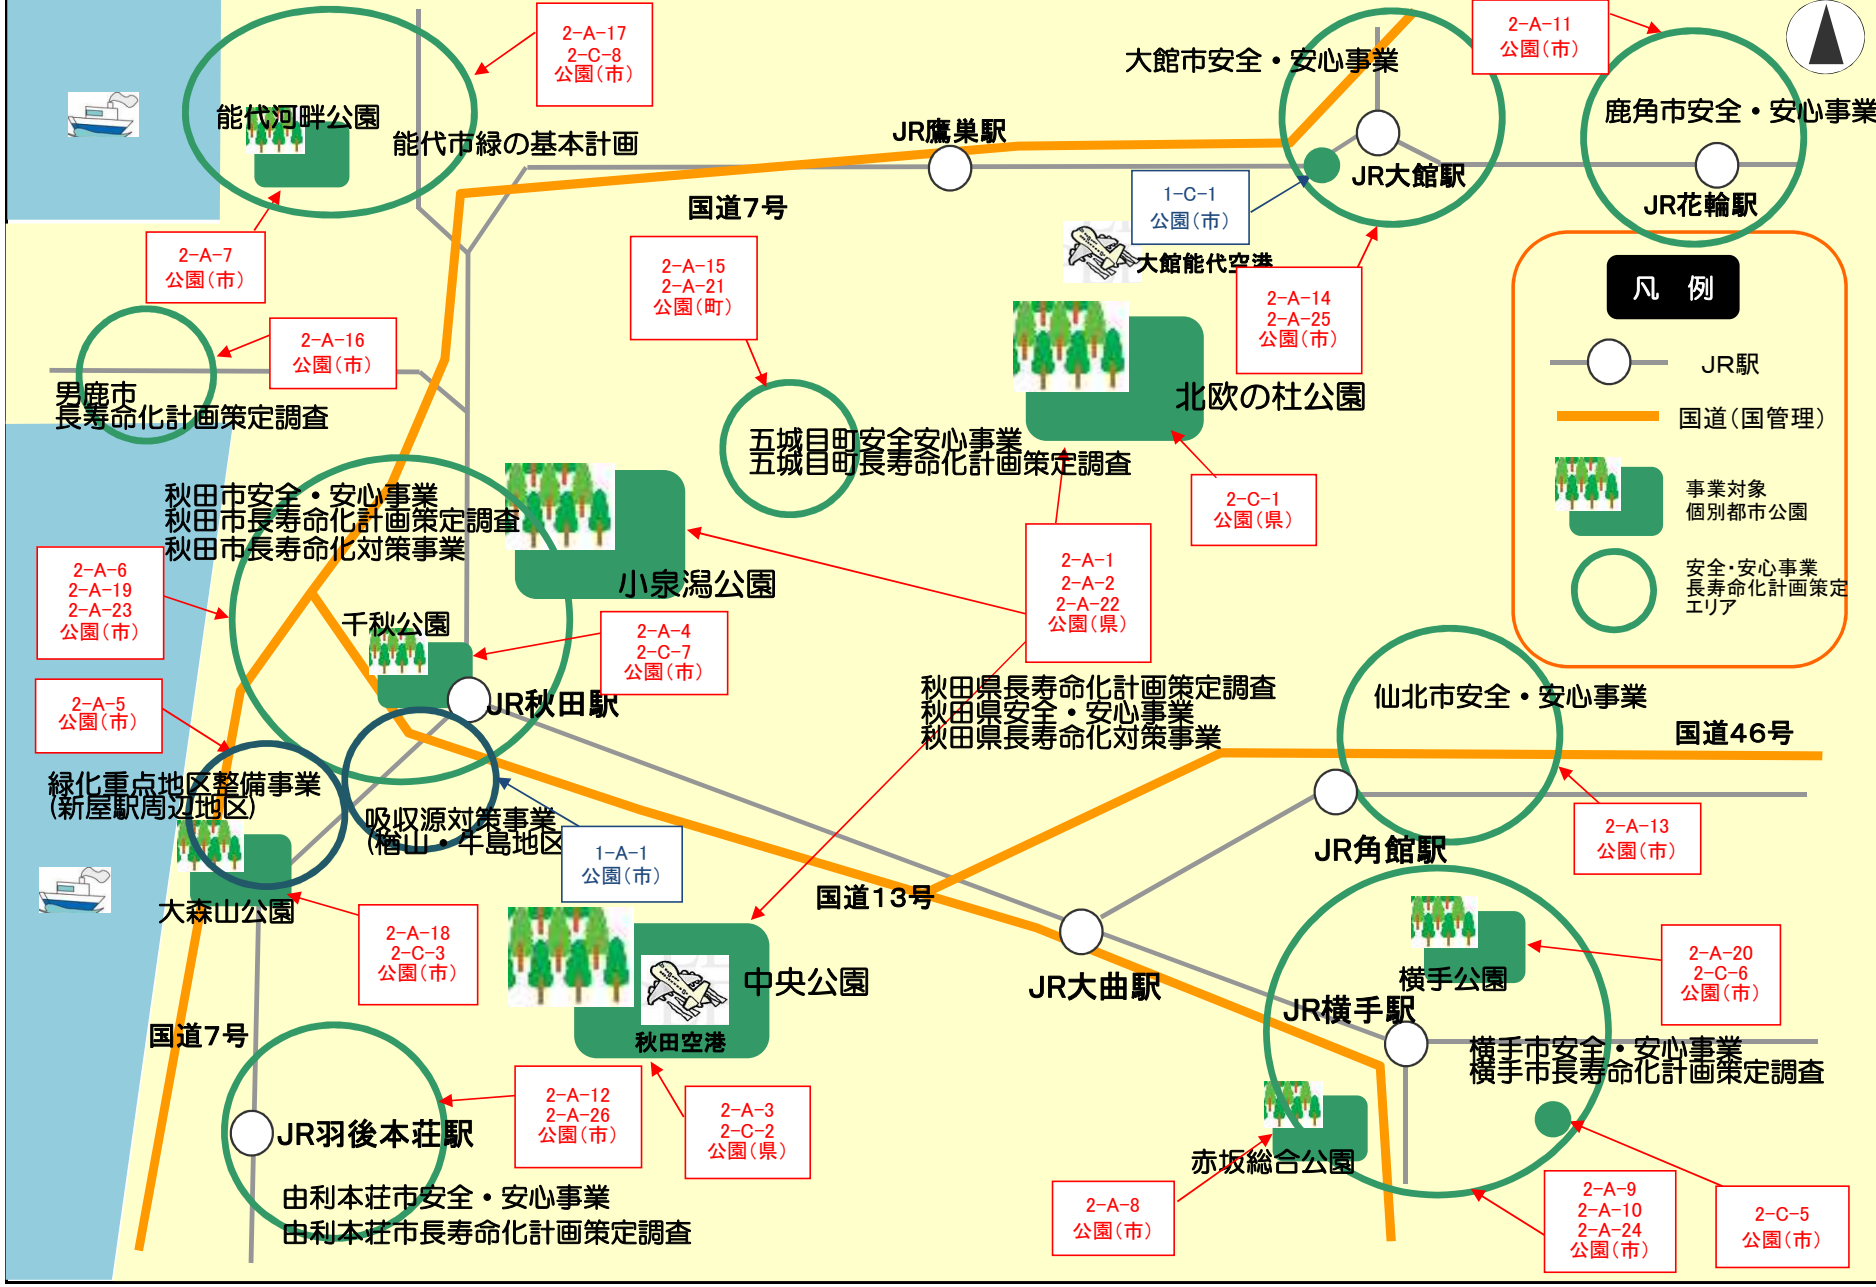 2-A-17
2-C-8
公園(市)
2-A-11
公園(市)
大館市安全・安心事業
鹿角市安全・安心事業
能代河畔公園
能代市緑の基本計画
JR鷹巣駅
JR大館駅
JR花輪駅
1-C-1
公園(市)
国道7号
2-A-7
公園(市)
2-A-15
2-A-21
公園(町)
大館能代空港
2-A-14
2-A-25
公園(市)
凡 例
JR駅
国道(国管理)
事業対象
個別都市公園
安全・安心事業
長寿命化計画策定
エリア
2-A-16
公園(市)
男鹿市
長寿命化計画策定調査
北欧の杜公園
五城目町安全安心事業
五城目町長寿命化計画策定調査
2-C-1
公園(県)
秋田市安全・安心事業
秋田市長寿命化計画策定調査
秋田市長寿命化対策事業
2-A-6
2-A-19
2-A-23
公園(市)
小泉潟公園
2-A-1
2-A-2
2-A-22
公園(県)
千秋公園
2-A-4
2-C-7
公園(市)
2-A-5
公園(市)
JR秋田駅
秋田県長寿命化計画策定調査
秋田県安全・安心事業
秋田県長寿命化対策事業
仙北市安全・安心事業
国道46号
緑化重点地区整備事業
(新屋駅周辺地区)
吸収源対策事業
(楢山・牛島地区
1-A-1
公園(市)
JR角館駅
2-A-13
公園(市)
国道13号
大森山公園
2-A-18
2-C-3
公園(市)
中央公園
秋田空港
JR大曲駅
横手公園
2-A-20
2-C-6
公園(市)
JR横手駅
横手市安全・安心事業
横手市長寿命化計画策定調査
国道7号
JR羽後本荘駅
2-A-12
2-A-26
公園(市)
2-A-3
2-C-2
公園(県)
赤坂総合公園
2-A-8
公園(市)
2-A-9
2-A-10
2-A-24
公園(市)
2-C-5
公園(市)
由利本荘市安全・安心事業
由利本荘市長寿命化計画策定調査